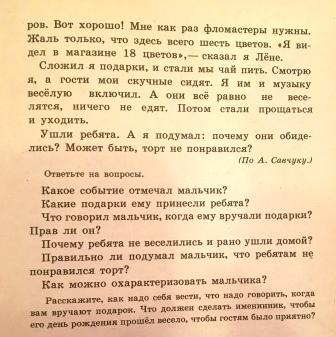 ров. Вот хорошо! Мне как раз фломастеры нужны.
Жаль только, что здесь всего шесть цветов. «Я ви-
дел в магазине 18 цветов»,— сказал я Лёне.
Сложил я подарки, и стали мы чай пить. Смотрю
я, а гости мои скучные сидят. Я им и музыку
весёлую включил. А они всё равно не весе-
лятся, ничего не едят. Потом стали прощаться
и уходить.
Ушли ребята. А я подумал: почему они обиде-
лись? Может быть, торт не понравился?
(По А. Савчуку.)
Ответьте на вопросы.
Какое событие отмечал мальчик?
Какие подарки ему принесли ребята?
Что говорил мальчик, когда ему вручали подарки?
Прав ли он?
Почему ребята не веселились и рано ушли домой?
Правильно ли подумал мальчик, что ребятам не
понравился торт?
Как можно охарактеризовать мальчика?
Расскажите, как надо себя вести, что надо говорить, когда
вам вручают подарок. Что должен сделать именинник, чтобы
его день рождения прошёл весело, чтобы гостям было приятно?